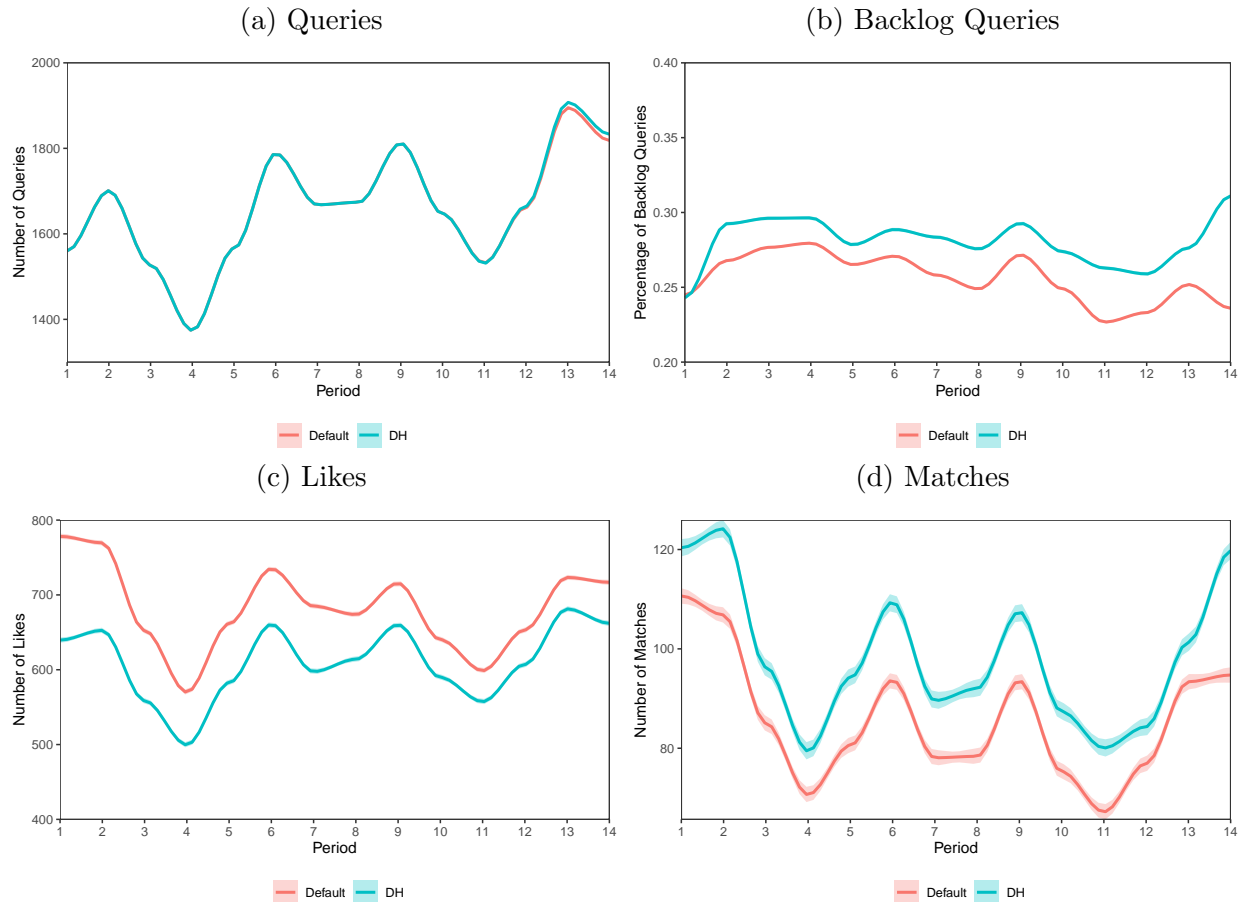 (a) Queries
Number of Queries
2000
1800
1600
1400
1 2 3 4 5 6 7 8 9 10 11 12 13 14
Period
Default DH
(b) Backlog Queries
Percentage of Backlog Queries
0.40
0.35
0.30
0.25
0.20
1 2 3 4 5 6 7 8 9 10 11 12 13 14
Period
Default DH
(c) Likes
Number of Likes
800
700
600
500
400
1 2 3 4 5 6 7 8 9 10 11 12 13 14
Period
Default DH
(d) Matches
Number of Matches
120
100
80
1 2 3 4 5 6 7 8 9 10 11 12 13 14
Period
Default DH